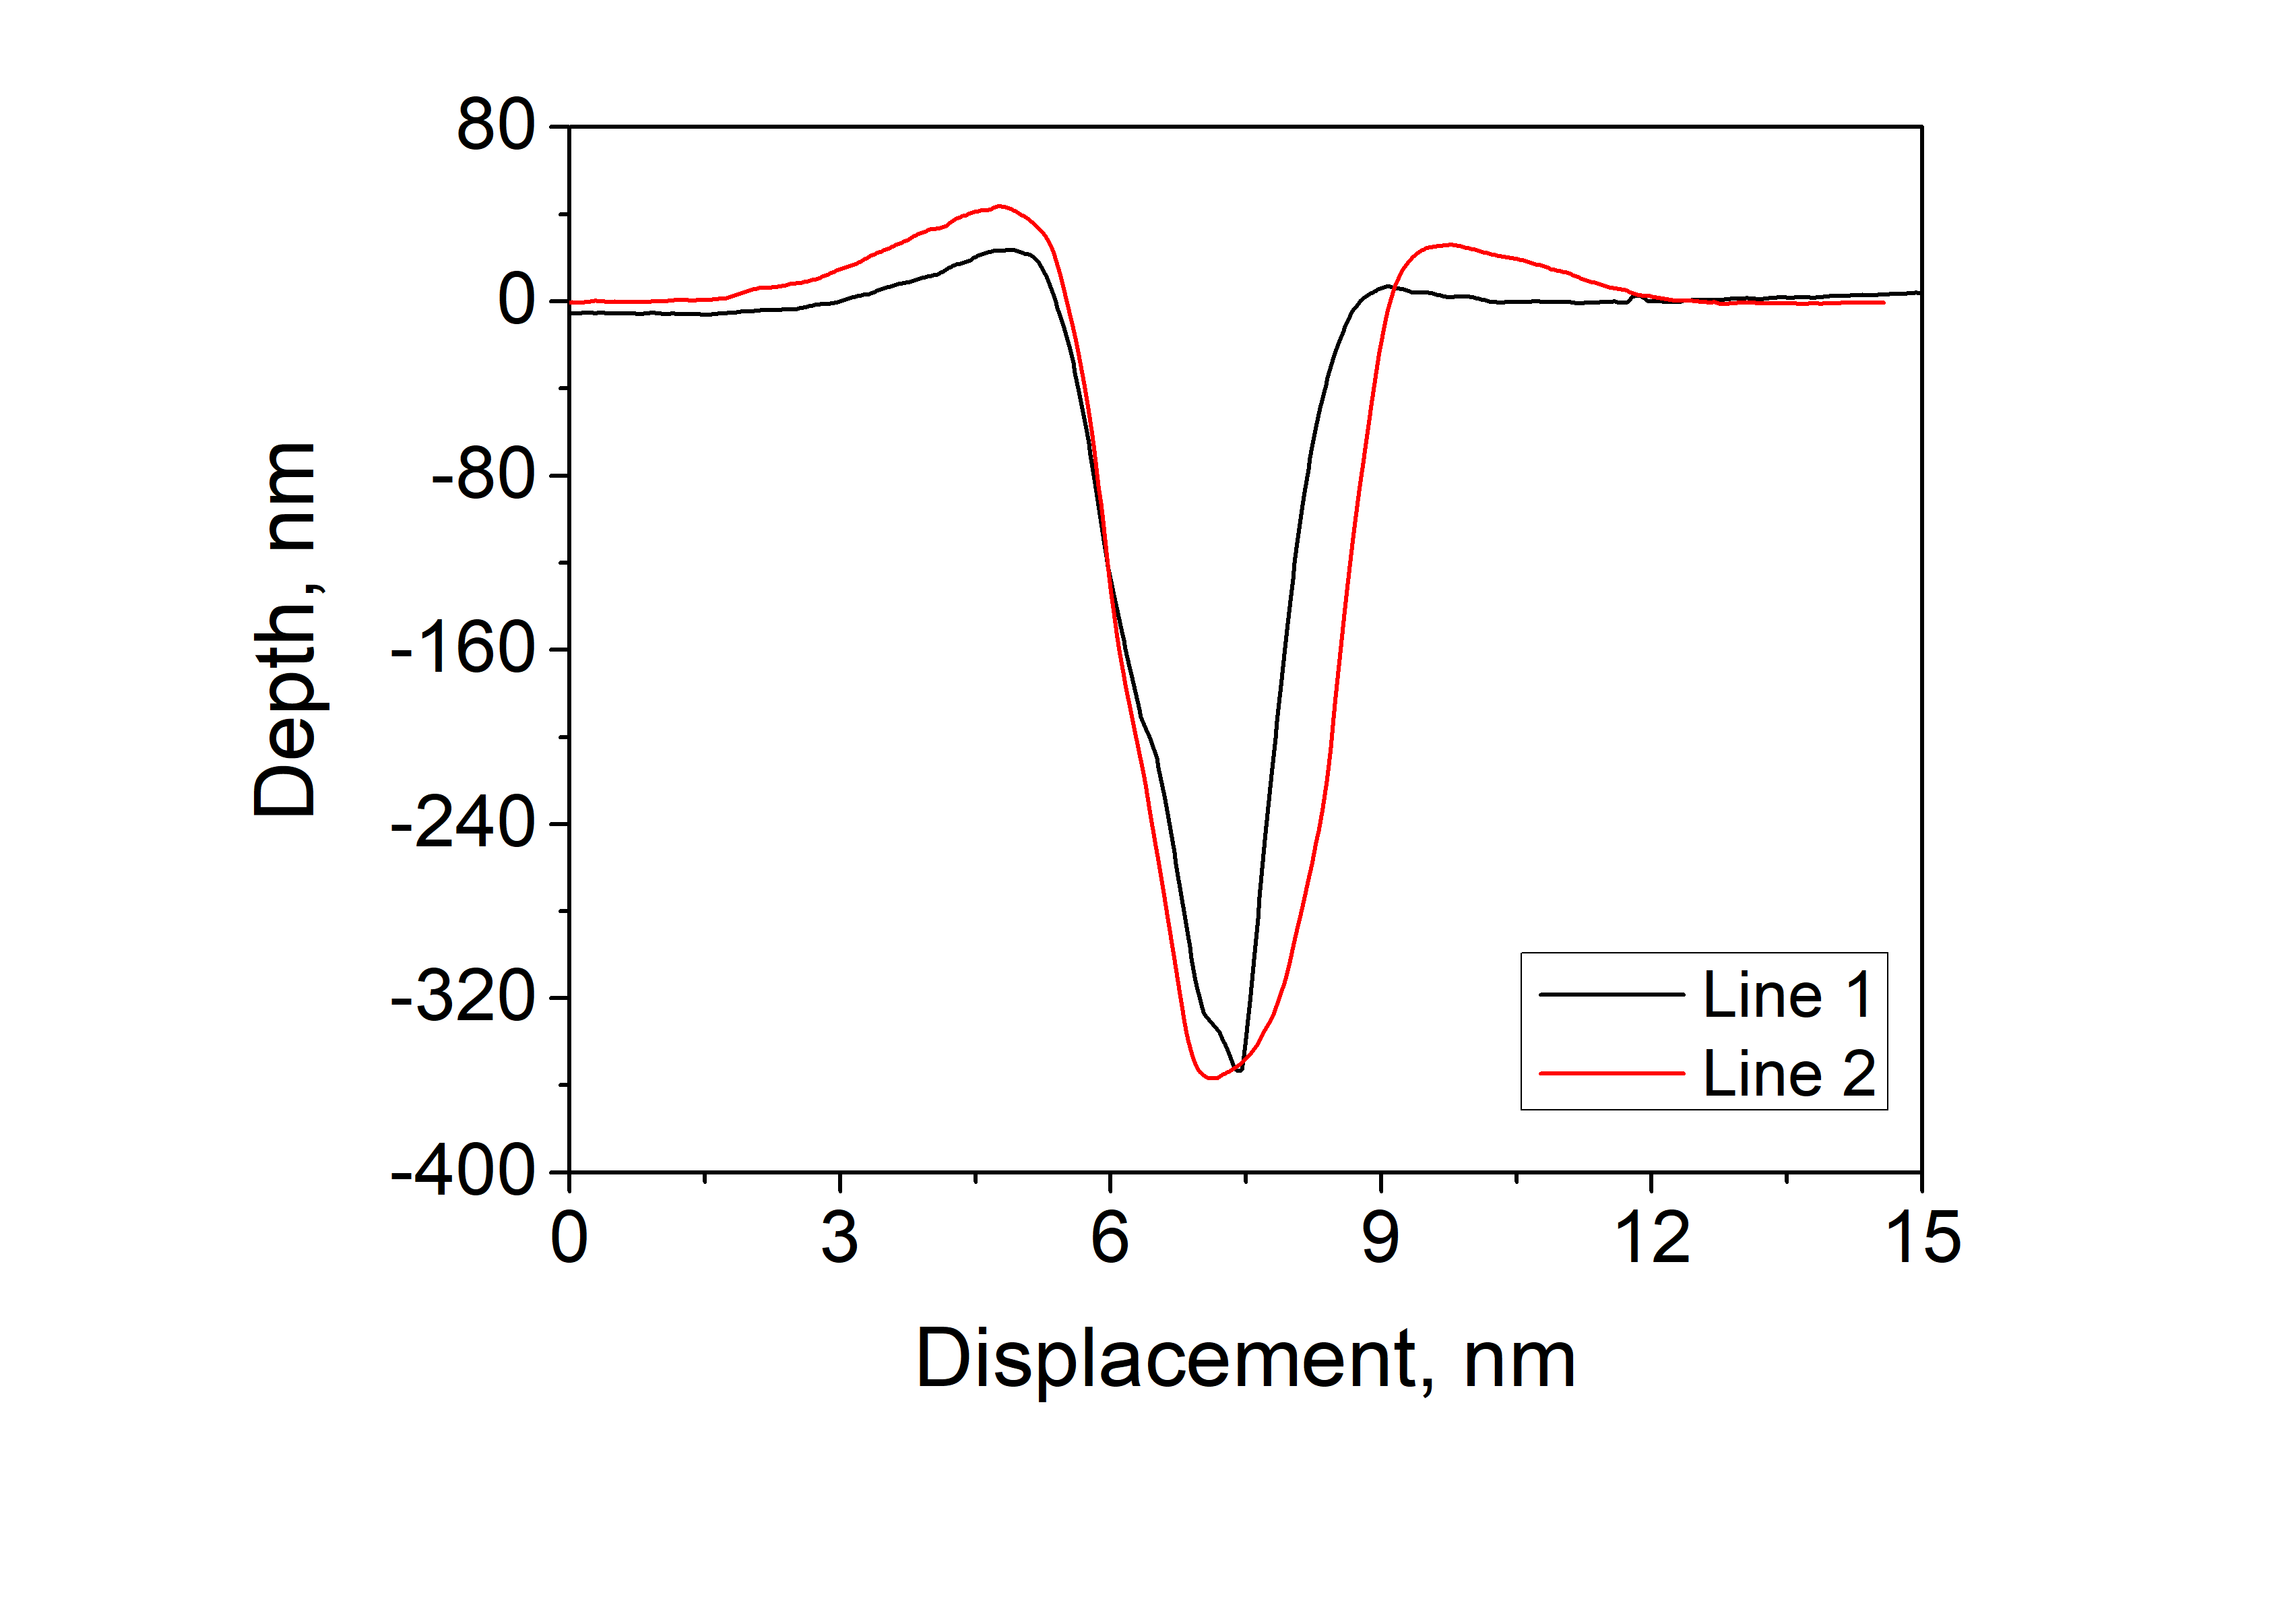 80
0
-80
-160
-240
-320
-400
Depth, nm
0 3 6 9 12 15
Displacement, nm
Line 1
Line 2